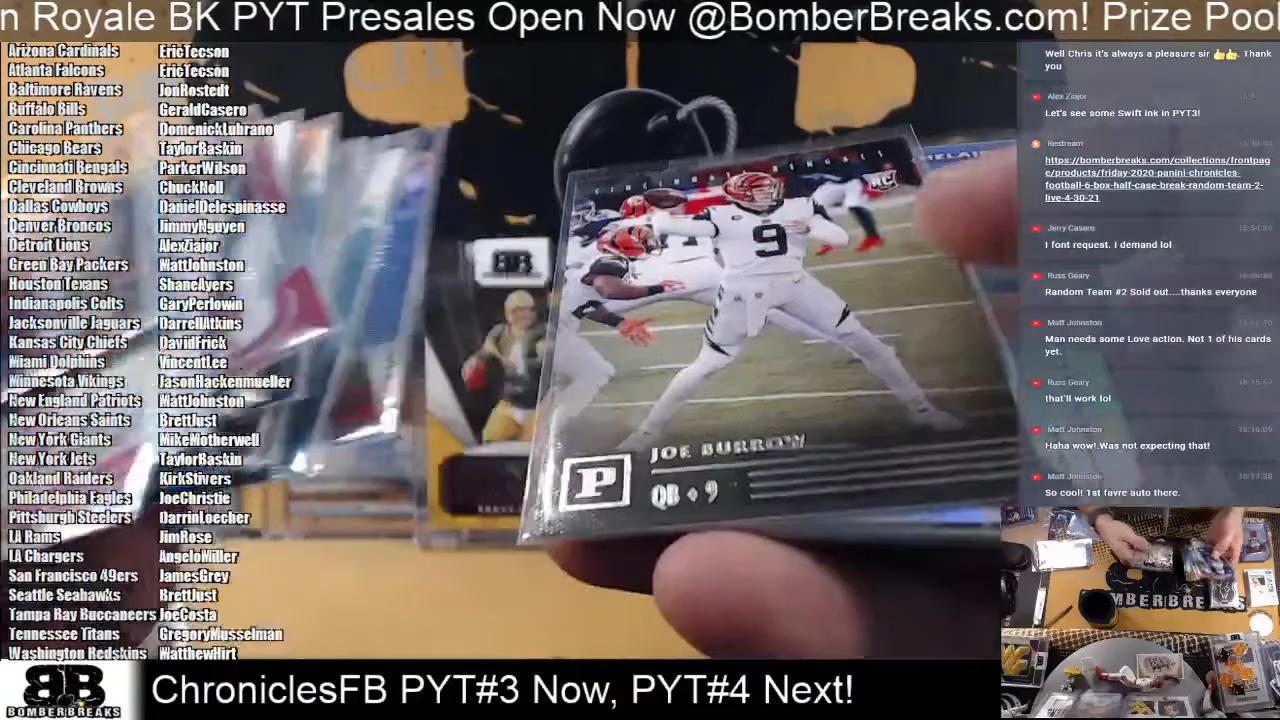 n Royale BK PYT Presales Open Now @BomberBreaks.com! Prize Pool
Arizona Cardinals EricTecson
Atlanta Falcons EricTecson
Baltimore Ravens JonRostedt
Buffalo Bills GeraldCasero
Carolina Panthers DomenickLubrano
Chicago Bears TaylorBaskin
Cincinnati Bengals ParkerWilson
Cleveland Browns ChuckNoll
Dallas Cowboys DanielDelespinasse
Denver Broncos JimmyNguyen
Detroit Lions AlexZiajor
Green Bay Packers MattJohnston
Houston Texans ShaneAyers
Indianapolis Colts GaryPerlowin
Jacksonville Jaguars DarrellAtkins
Kansas City Chiefs DavidFrick
Miami Dolphins VincentLee
Minnesota Vikings JasonHackenmueller
New England Patriots MattJohnston
New Orleans Saints BrettJust
New York Giants MikeMotherwell
New York Jets TaylorBaskin
Oakland Raiders KirkStivers
Philadelphia Eagles JoeChristie
Pittsburgh Steelers DarrinLoecher
LA Rams JimRose
LA Chargers AngeloMiller
San Francisco 49ers JamesGrey
Seattle Seahawks BrettJust
Tampa Bay Buccaneers JoeCosta
Tennessee Titans GregoryMusselman
Washington Redskins MatthewHirt
BB
CINCINNATI BENGALS
RC
9
JOE BURROW
P
QB ♦ 9
Well Chris it's always a pleasure sir 👍👍. Thank
you
Alex Ziajor
Let's see some Swift ink in PYT3!
Restream
https://bomberbreaks.com/collections/frontpag
e/products/friday-2020-panini-chronicles-
football-6-box-half-case-break-random-team-2-
live-4-30-21
Jerry Casero
I font request. I demand lol
Russ Geary
Random Team #2 Sold out....thanks everyone
Matt Johnston
Man needs some Love action. Not 1 of his cards
yet.
Russ Geary
that'll work lol
Matt Johnston
Haha wow! Was not expecting that!
Matt Johnston
So cool! 1st favre auto there.
MBERBREAKS
BB
BOMBERBREAKS
ChroniclesFB PYT#3 Now, PYT#4 Next!